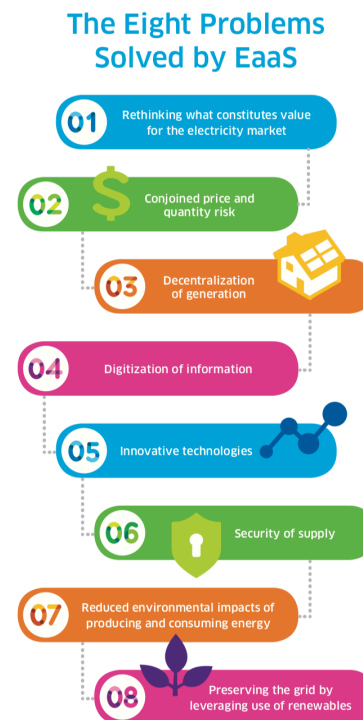 The Eight Problems
Solved by EaaS
01
Rethinking what constitutes value
for the electricity market
02
$
Conjoined price and
quantity risk
03
Decentralization
of generation
04
Digitization of information
05
Innovative technologies
06
Security of supply
07
Reduced environmental impacts of
producing and consuming energy
08
Preserving the grid by
leveraging use of renewables